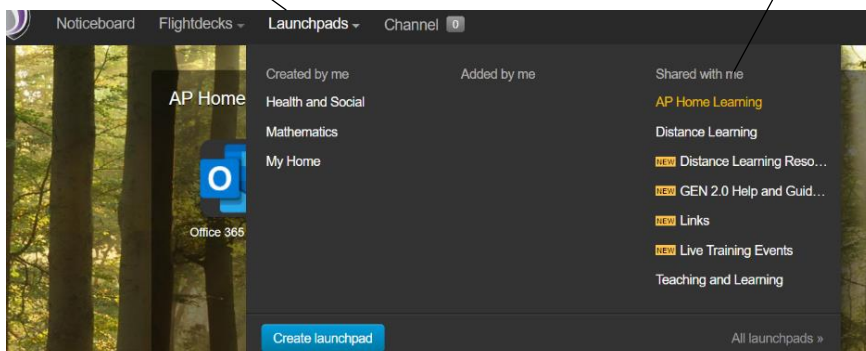 Noticeboard Flightdecks Launchpads Channel 0
Created by me Added by me Shared with me
AP Home
Health and Social AP Home Learning
Mathematics Distance Learning
My Home NEW Distance Learning Reso...
NEW GEN 2.0 Help and Guid...
Office 365
NEW Links
NEW Live Training Events
Teaching and Learning
Create launchpad All launchpads »